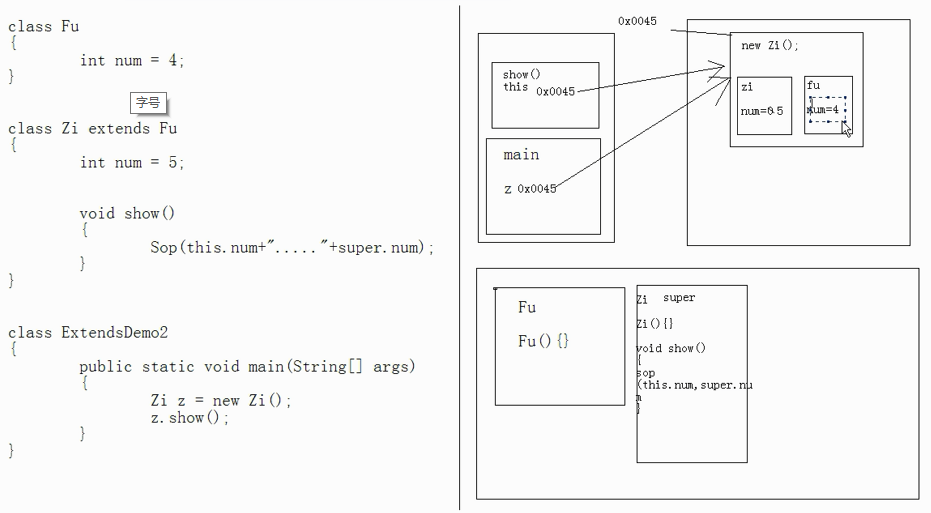 class Fu
{
int num = 4;
}
字号
class Zi extends Fu
{
int num = 5;
void show()
{
Sop(this.num+"....."+super.num);
}
}
class ExtendsDemo2
{
public static void main(String[] args)
{
Zi z = new Zi();
z.show();
}
}
0x0045
new Zi();
show()
this 0x0045
zi
num=0 5
fu
num=4
main
z 0x0045
Fu
Fu(){}
Zi super
Zi(){}
void show()
{
sop
(this.num,super.nu
m
}